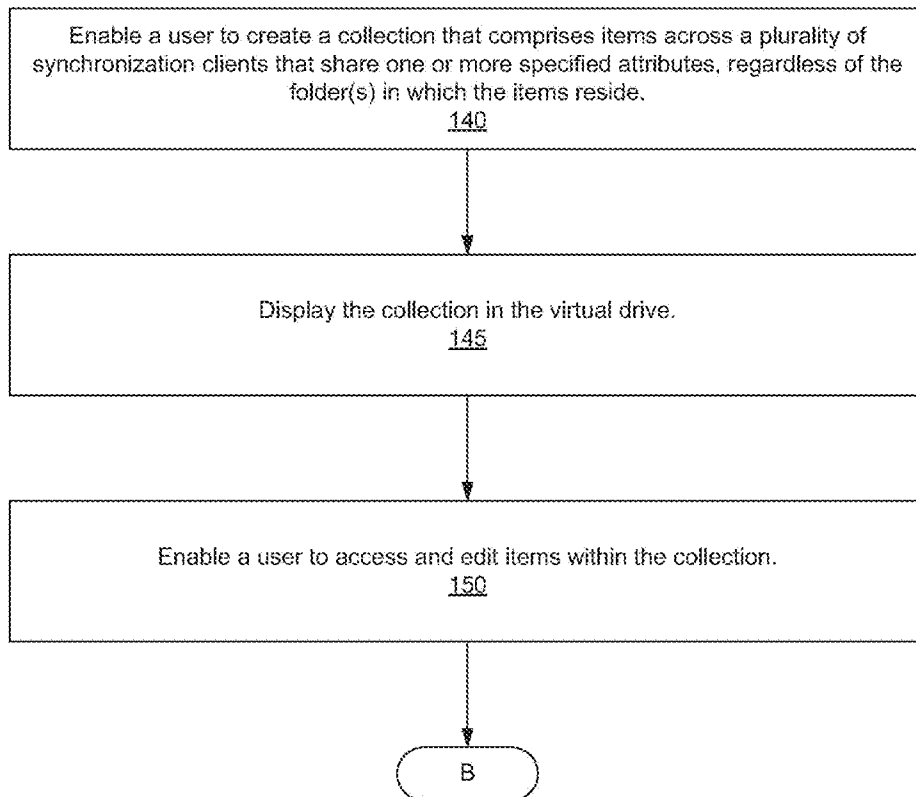 Enable a user to create a collection that comprises items across a plurality of
synchronization clients that share one or more specified attributes, regardless of the
folder(s) in which the items reside.
140
Display the collection in the virtual drive.
145
Enable a user to access and edit items within the collection.
150
B